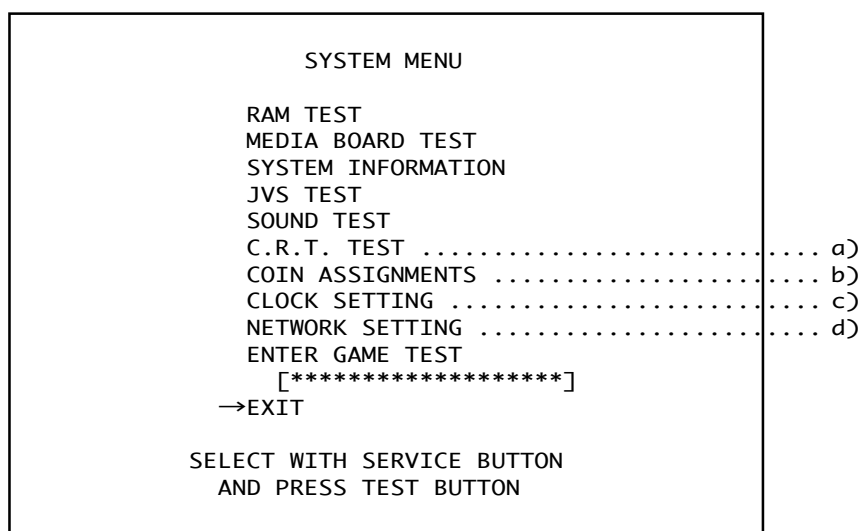 SYSTEM MENU
RAM TEST
MEDIA BOARD TEST
SYSTEM INFORMATION
JVS TEST
SOUND TEST
C.R.T. TEST ............................ a)
COIN ASSIGNMENTS ....................... b)
CLOCK SETTING .......................... c)
NETWORK SETTING ........................ d)
ENTER GAME TEST
[*******************]
→EXIT
SELECT WITH SERVICE BUTTON
AND PRESS TEST BUTTON